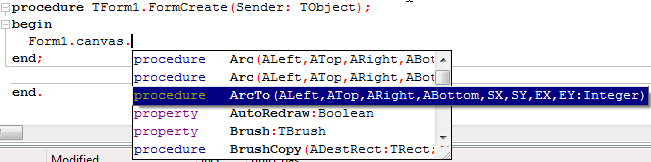 procedure TForm1.FormCreate(Sender: TObject);
begin
Form1.canvas.
procedure Arc(ALeft,ATop,ARight,ABot
end;
procedure Arc(ALeft,ATop,ARight,ABot
end.
procedure ArcTo(ALeft,ATop,ARight,ABottom,SX,SY,EX,EY:Integer)
property AutoRedraw:Boolean
property Brush:TBrush
procedure BrushCopy(ADestRect:TRect;
Modified